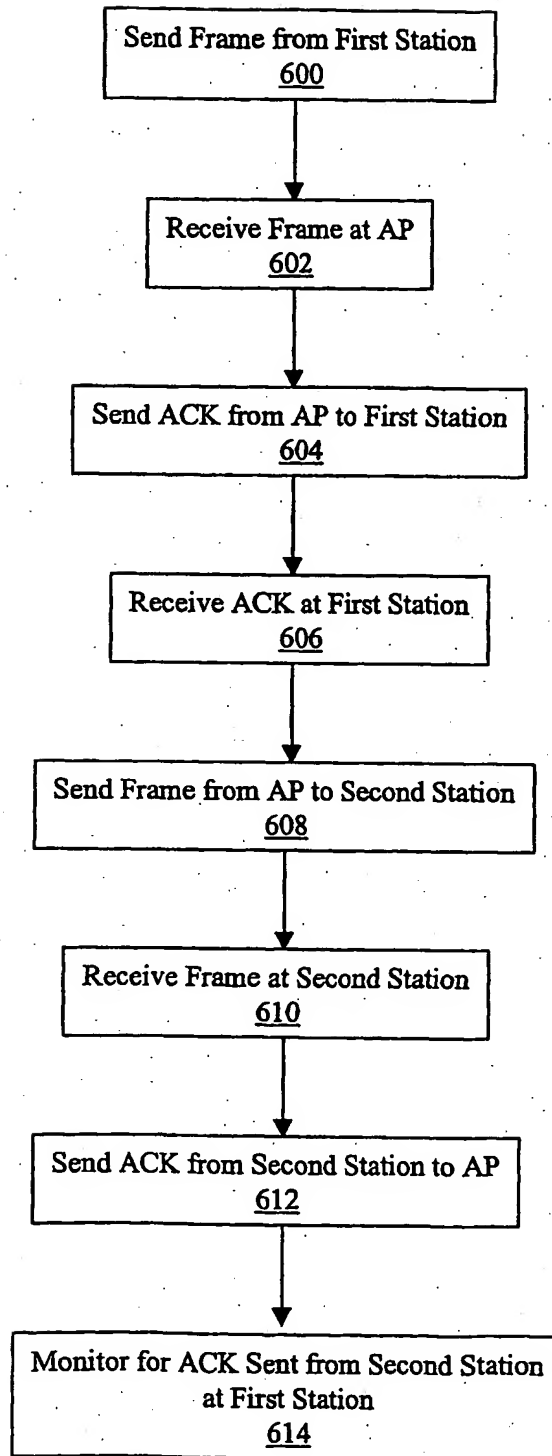 Send Frame from First Station
600
Receive Frame at AP
602
Send ACK from AP to First Station
604
Receive ACK at First Station
606
Send Frame from AP to Second Station
608
Receive Frame at Second Station
610
Send ACK from Second Station to AP
612
Monitor for ACK Sent from Second Station
at First Station
614